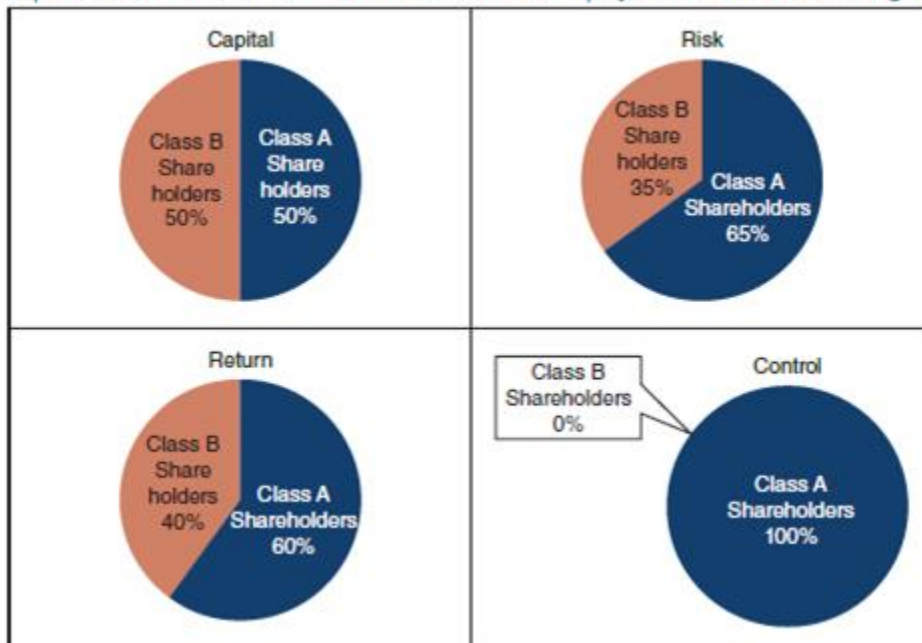 Capital
Class B
Share
holders
50%
Class A
Share
holders
50%
Risk
Class B
Share
holders
35%
Class A
Shareholders
65%
Return
Class B
Share
holders
40%
Class A
Shareholders
60%
Control
Class B
Shareholders
0%
Class A
Shareholders
100%